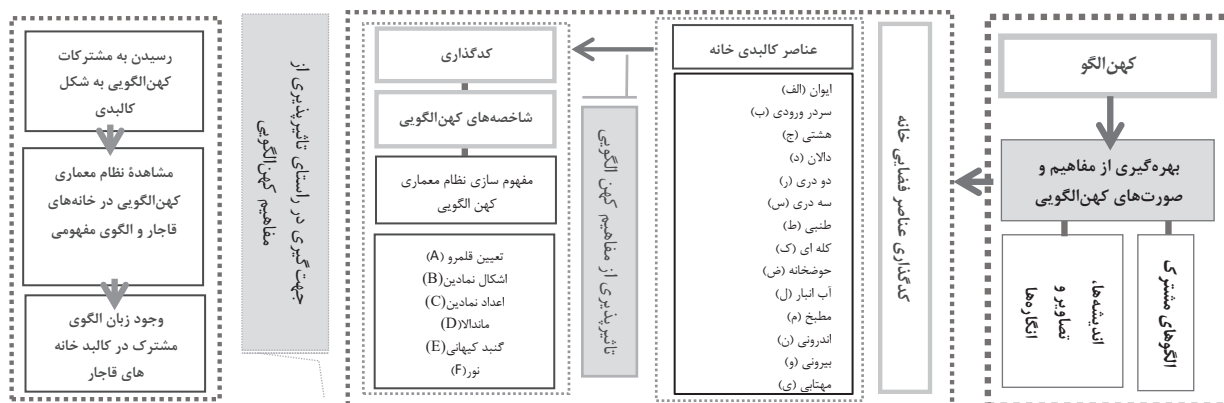 کهن‌الگو
بهره‌گیری از مفاهیم و
صورت‌های کهن‌الگویی
الگوهای مشترک
اندیشه‌ها،
تصاویر و
انگاره‌ها
کدگذاری عناصر فضایی خانه
عناصر کالبدی خانه
ایوان (الف)
سردر ورودی (ب)
هشتی (ج)
دالان (د)
دو دری (ر)
سه دری (س)
طنبی (ط)
کله ای (ک)
حوضخانه (ض)
آب انبار (ل)
مطبخ (م)
اندرونی (ن)
بیرونی (و)
مهتابی (ی)
تاثیرپذیری از مفاهیم کهن الگویی
کدگذاری
شاخصه‌های کهن‌الگویی
مفهوم سازی نظام معماری
کهن الگویی
تعیین قلمرو (A)
اشکال نمادین(B)
اعداد نمادین(C)
ماندالا(D)
گنبد کیهانی(E)
نور(F)
جهت‌گیری در راستای تاثیرپذیری از
مفاهیم کهن‌الگویی
رسیدن به مشترکات
کهن‌الگویی به شکل
کالبدی
مشاهدۀ نظام معماری
کهن‌الگویی در خانه‌های
قاجار و الگوی مفهومی
وجود زبان الگوی
مشترک در کالبد خانه
های قاجار